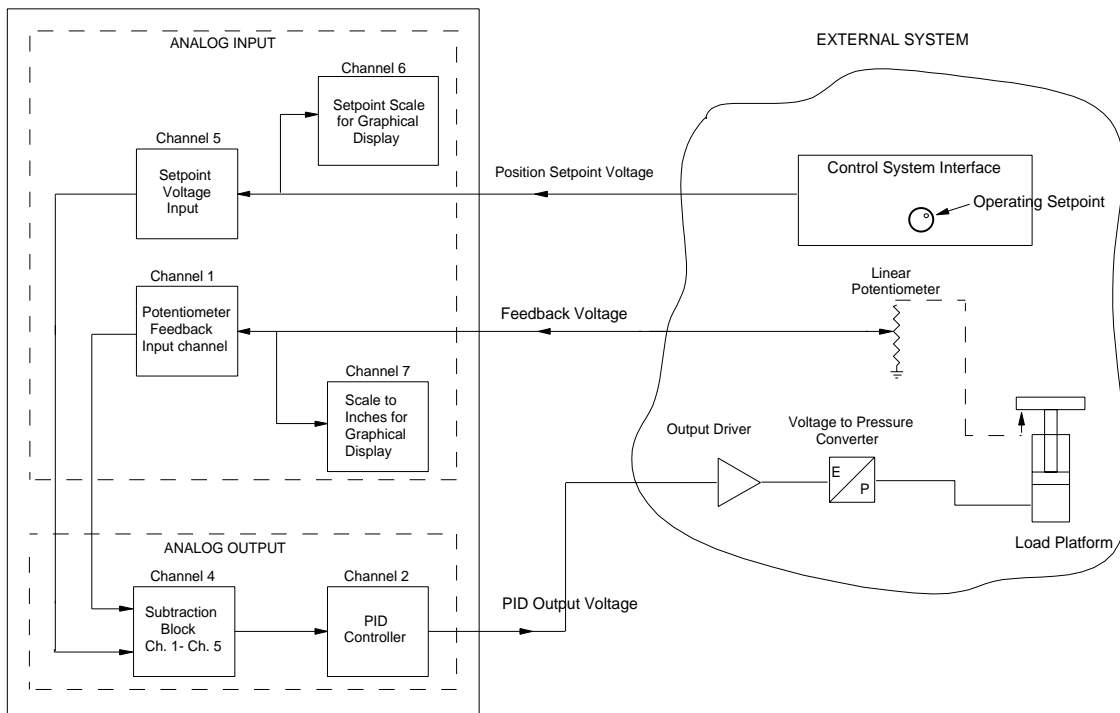 ANALOG INPUT
Channel 6
Setpoint Scale
for Graphical
Display
Channel 5
Setpoint
Voltage
Input
Channel 1
Potentiometer
Feedback
Input channel
Channel 7
Scale to
Inches for
Graphical
Display
ANALOG OUTPUT
Channel 4
Subtraction
Block
Ch. 1- Ch. 5
Channel 2
PID
Controller
Position Setpoint Voltage
Feedback Voltage
PID Output Voltage
EXTERNAL SYSTEM
Control System Interface
Operating Setpoint
Linear
Potentiometer
Output Driver
Voltage to Pressure
Converter
E
P
Load Platform